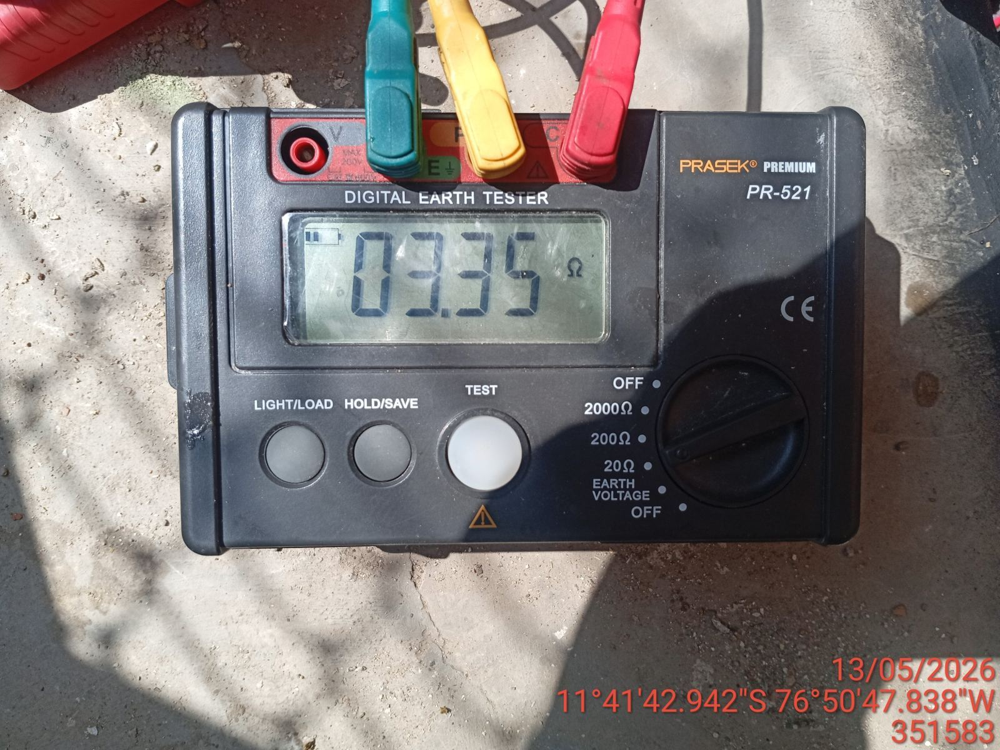 V
P
C
MAX
200V
E
DIGITAL EARTH TESTER
PRASEK® PREMIUM
PR-521
03.35 Ω
CE
LIGHT/LOAD
HOLD/SAVE
TEST
OFF
2000Ω
200Ω
20Ω
EARTH
VOLTAGE
OFF
13/05/2026
11°41'42.942"S 76°50'47.838"W
351583